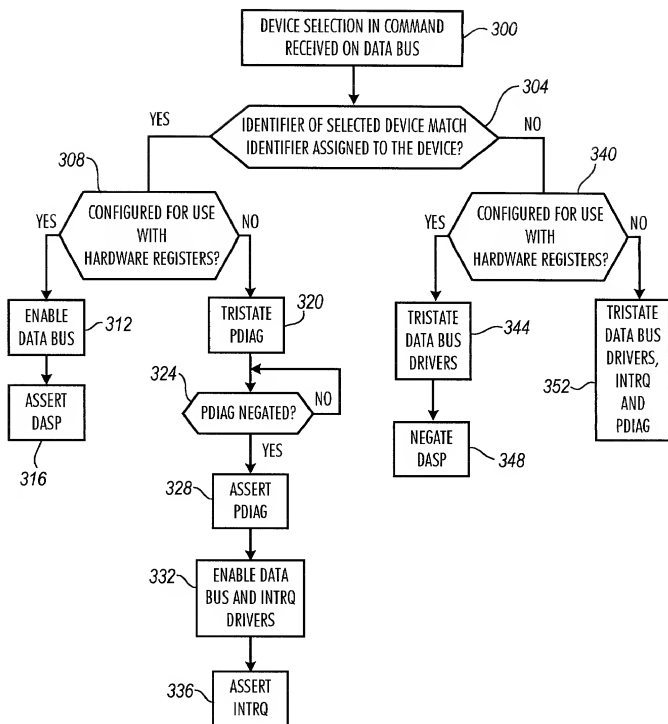 DEVICE SELECTION IN COMMAND
RECEIVED ON DATA BUS
300
304
YES
IDENTIFIER OF SELECTED DEVICE MATCH
IDENTIFIER ASSIGNED TO THE DEVICE?
NO
308
340
YES
CONFIGURED FOR USE
WITH
HARDWARE REGISTERS?
NO
YES
CONFIGURED FOR USE
WITH
HARDWARE REGISTERS?
NO
ENABLE
DATA BUS
312
TRISTATE
PDIAG
320
TRISTATE
DATA BUS
DRIVERS
344
TRISTATE
DATA BUS
DRIVERS,
INTRQ
AND
PDIAG
352
ASSERT
DASP
316
324
PDIAG NEGATED?
NO
YES
NEGATE
DASP
348
328
ASSERT
PDIAG
332
ENABLE DATA
BUS AND INTRQ
DRIVERS
336
ASSERT
INTRQ